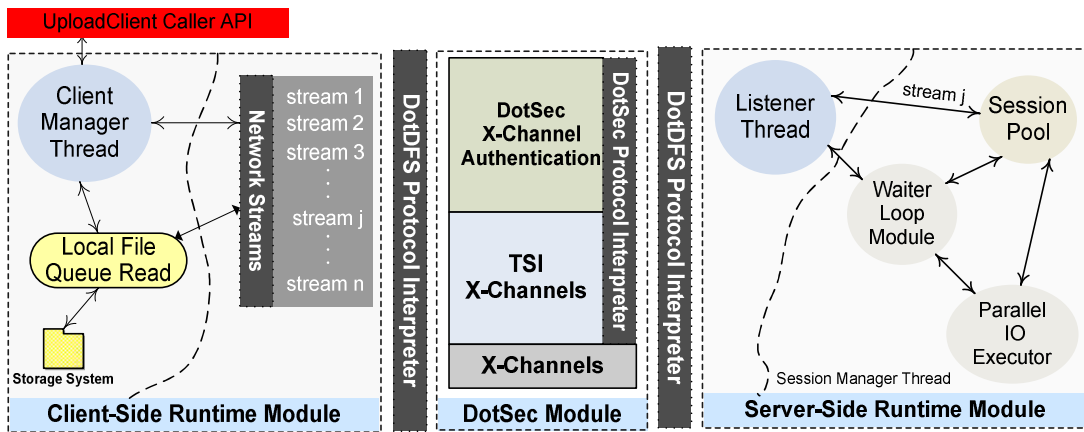 UploadClient Caller API
Client
Manager
Thread
Local File
Queue Read
Storage System
Network Streams
stream 1
stream 2
stream 3
stream j
stream n
Client-Side Runtime Module
DotDFS Protocol Interpreter
DotSec
X-Channel
Authentication
TSI
X-Channels
DotSec Protocol Interpreter
X-Channels
DotSec Module
DotDFS Protocol Interpreter
Listener
Thread
stream j
Session
Pool
Waiter
Loop
Module
Parallel
IO
Executor
Session Manager Thread
Server-Side Runtime Module